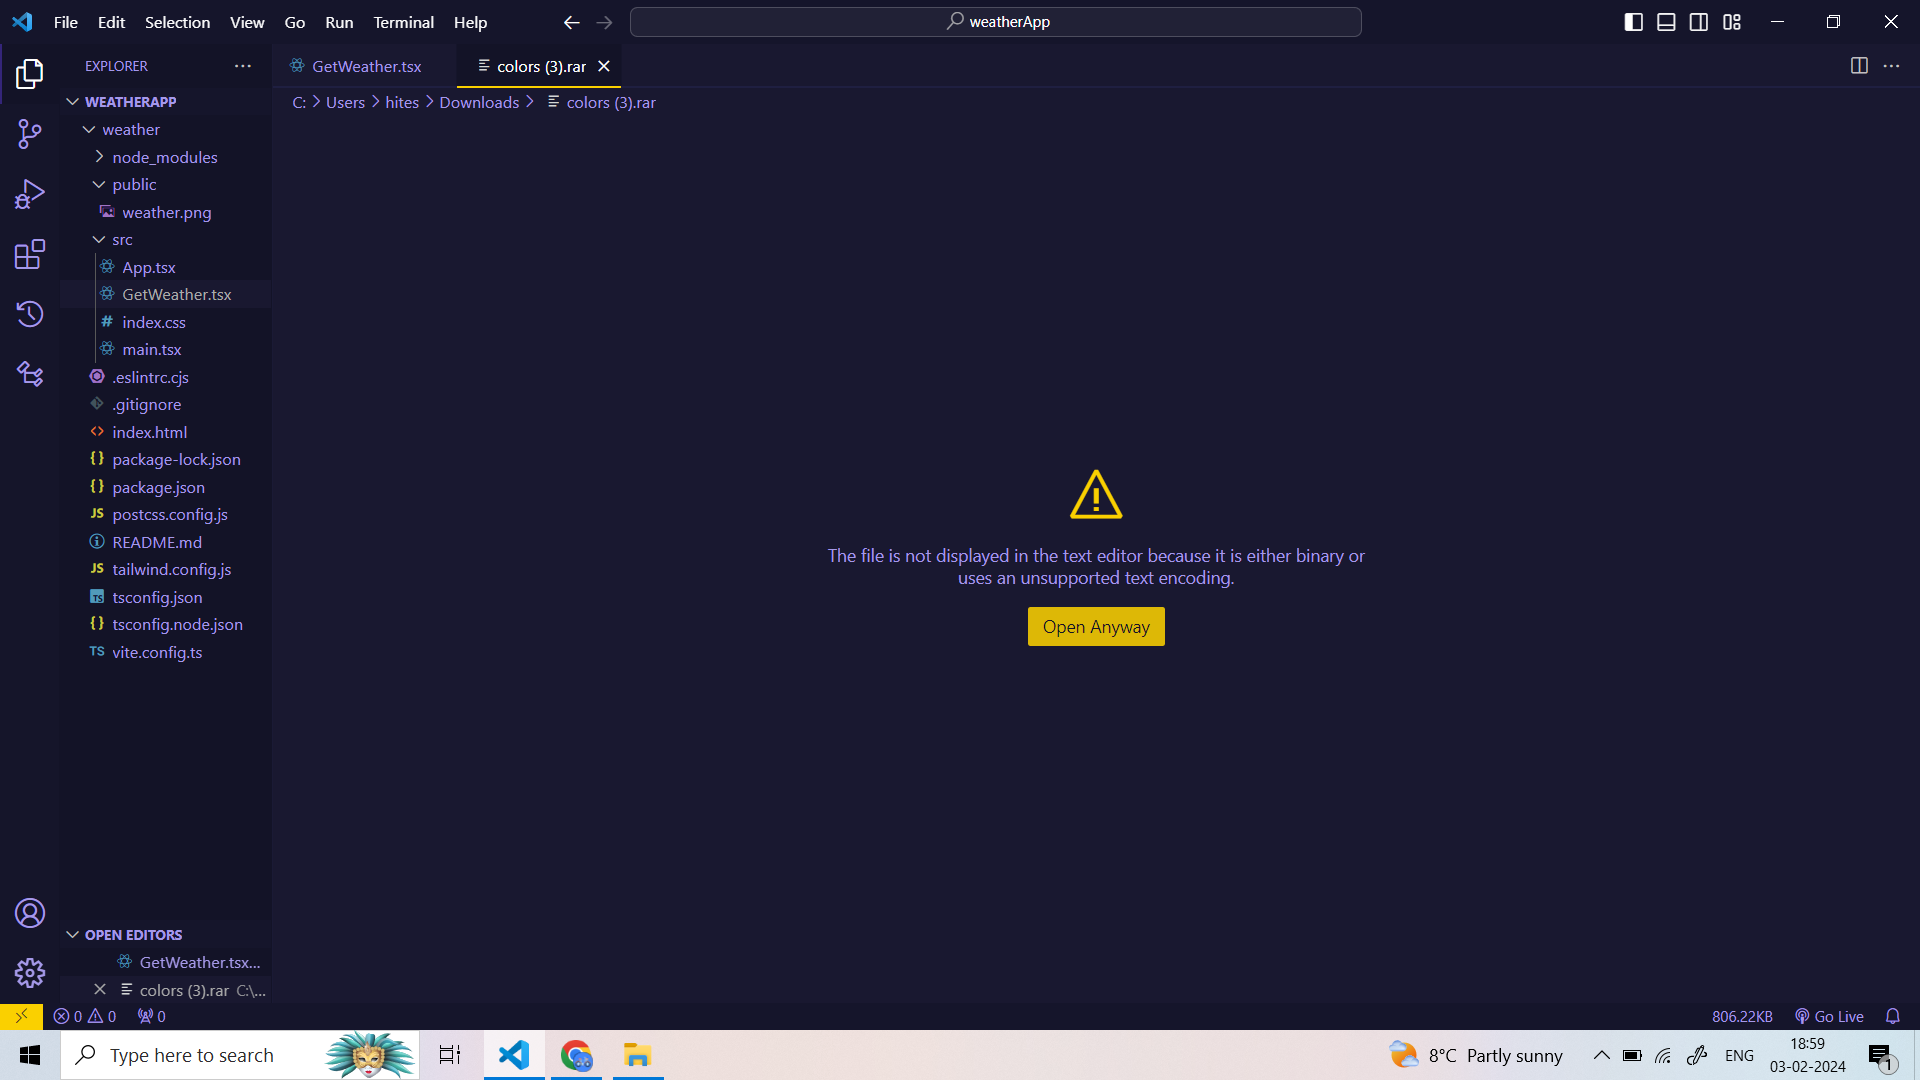 File Edit Selection View Go Run Terminal Help
weatherApp
EXPLORER
GetWeather.tsx
colors (3).rar
C: Users hites Downloads colors (3).rar
WEATHERAPP
weather
node_modules
public
weather.png
src
App.tsx
GetWeather.tsx
# index.css
main.tsx
.eslintrc.cjs
.gitignore
<> index.html
{} package-lock.json
{} package.json
JS postcss.config.js
README.md
JS tailwind.config.js
TS tsconfig.json
{} tsconfig.node.json
TS vite.config.ts
The file is not displayed in the text editor because it is either binary or
uses an unsupported text encoding.
Open Anyway
OPEN EDITORS
GetWeather.tsx...
colors (3).rar C:\...
0 0 0
806.22KB Go Live
Type here to search
8°C Partly sunny
ENG
18:59
03-02-2024
1